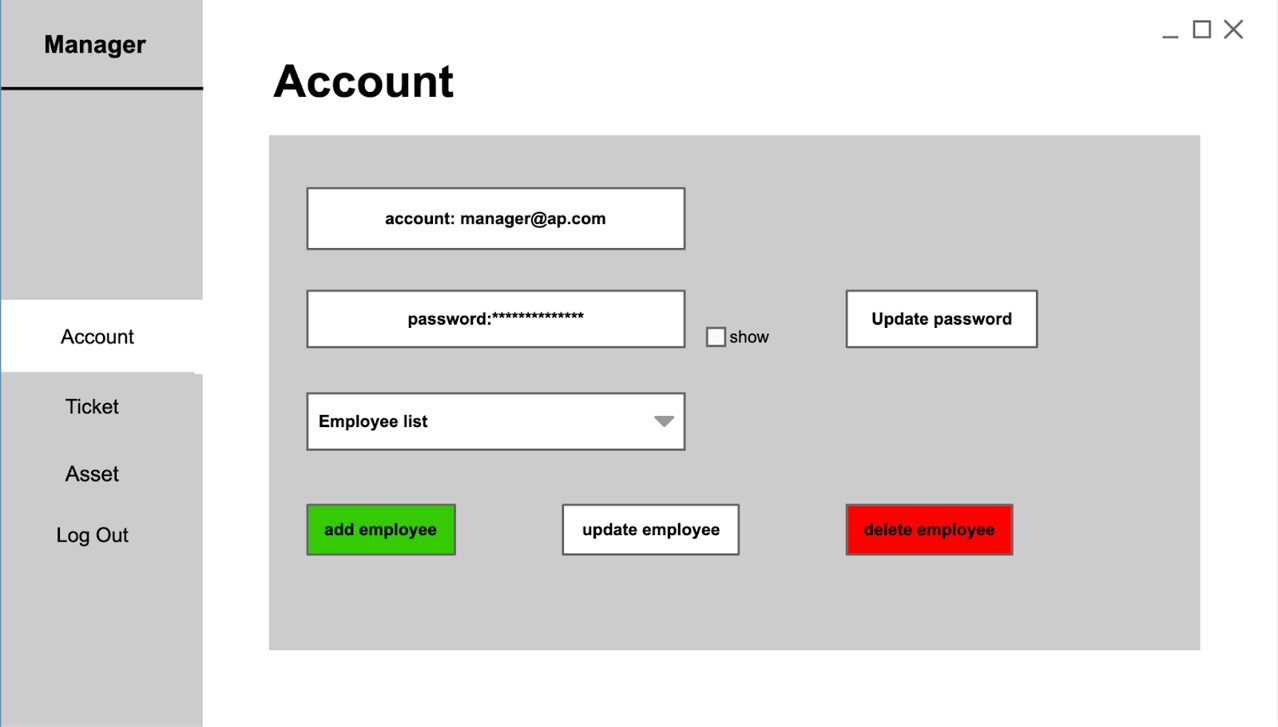 Manager
Account
account: manager@ap.com
password:**************
show
Update password
Employee list
add employee
update employee
delete employee
Account
Ticket
Asset
Log Out